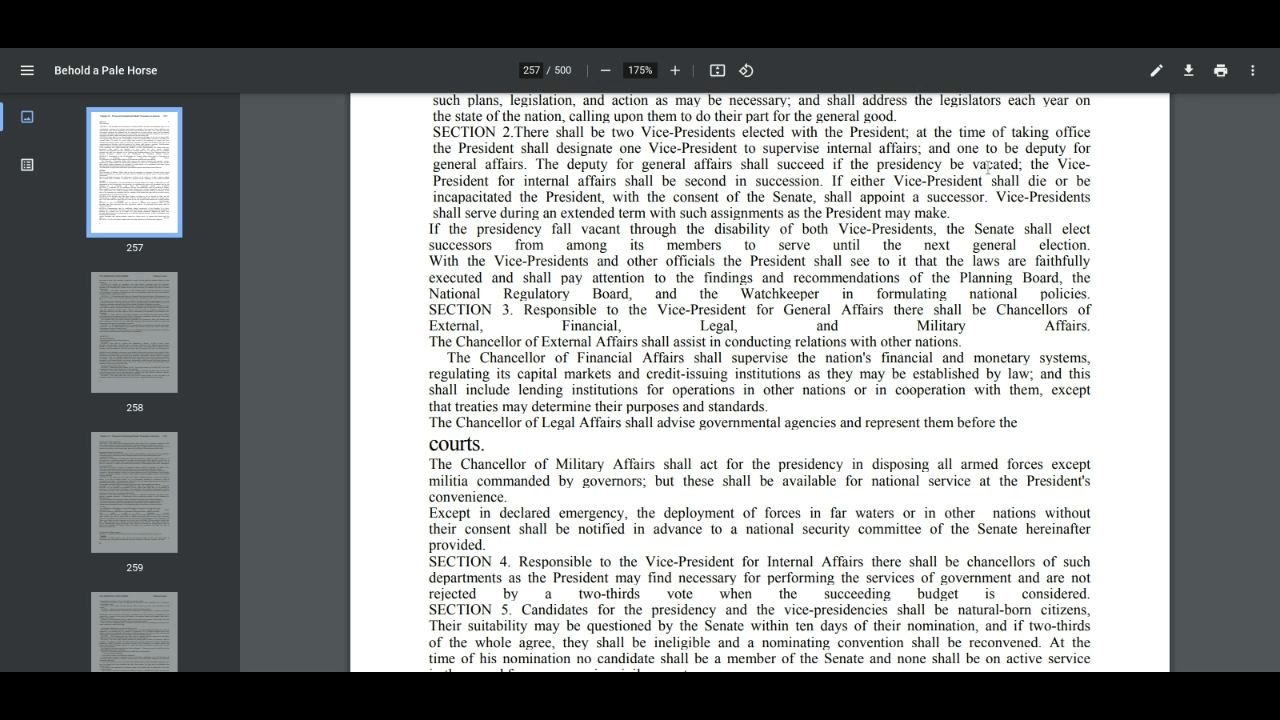 Behold a Pale Horse
257 / 500
175%
257
258
259
such plans, legislation, and action as may be necessary; and shall address the legislators each year on
the state of the nation, calling upon them to do their part for the general good.
SECTION 2. There shall be two Vice-Presidents elected with the President; and at the time of taking office
the President shall designate one Vice-President to supervise internal affairs; and one to be deputy for
general affairs. The deputy for general affairs shall succeed if the presidency be vacated; the Vice-
President for internal affairs shall be second in succession. If either Vice-President shall die or be
incapacitated the President, with the consent of the Senate, shall appoint a successor. Vice-Presidents
shall serve during an extended term with such assignments as the President may make.
If the presidency fall vacant through the disability of both Vice-Presidents, the Senate shall elect
successors from among its members to serve until the next general election.
With the Vice-Presidents and other officials the President shall see to it that the laws are faithfully
executed and shall pay attention to the findings and recommendations of the Planning Board, the
National Regulatory Board, and the Watchkeeper in formulating national policies.
SECTION 3. Responsible to the Vice-President for General Affairs there shall be Chancellors of
External, Financial, Legal, and Military Affairs.
The Chancellor of External Affairs shall assist in conducting relations with other nations.
The Chancellor of Financial Affairs shall supervise the nation's financial and monetary systems,
regulating all capital markets and credit-issuing institutions as they may be established by law; and this
shall include lending institutions for operations in other nations or in cooperation with them, except
that treaties may determine their purposes and standards.
The Chancellor of Legal Affairs shall advise governmental agencies and represent them before the
courts.
The Chancellor of Military Affairs shall act for the presidency in disposing all armed forces except
militia commanded by governors; but these shall be available for national service at the President's
convenience.
Except in declared emergency, the deployment of forces in far waters or in other nations without
their consent shall be notified in advance to a national security committee of the Senate hereinafter
provided.
SECTION 4. Responsible to the Vice-President for Internal Affairs there shall be chancellors of such
departments as the President may find necessary for performing the services of government and are not
rejected by a two-thirds vote when the succeeding budget is considered.
SECTION 5. Candidates for the presidency and the vice-presidencies shall be natural-born citizens,
Their suitability may be questioned by the Senate within ten days of their nomination, and if two-thirds
of the whole agree, they shall be ineligible and a nominating convention shall be reconvened. At the
time of his nomination no candidate shall be a member of the Senate and none shall be on active service